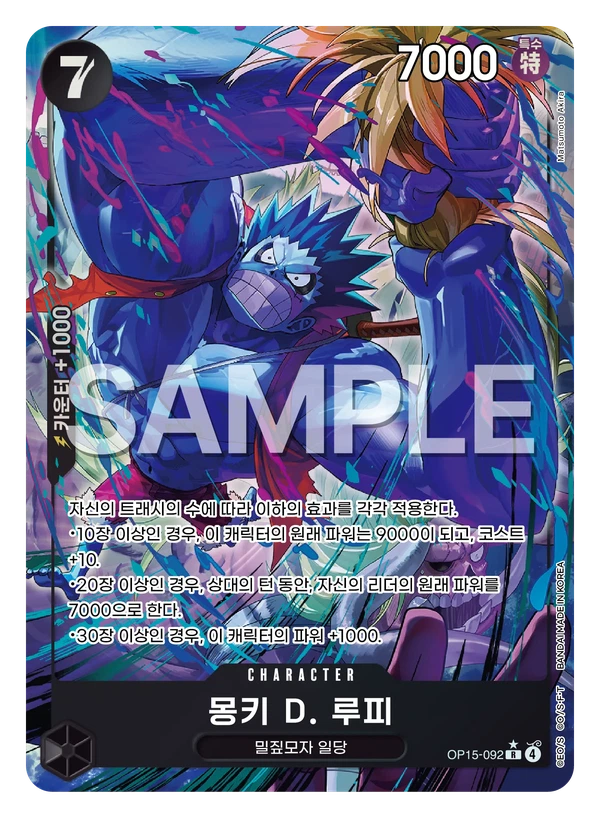 7
7000
특수
特
Matsumoto Akira
카운터 +1000
SAMPLE
자신의 트래시의 수에 따라 이하의 효과를 각각 적용한다.
•10장 이상인 경우, 이 캐릭터의 원래 파워는 9000이 되고, 코스트
+10.
•20장 이상인 경우, 상대의 턴 동안, 자신의 리더의 원래 파워를
7000으로 한다.
•30장 이상인 경우, 이 캐릭터의 파워 +1000.
CHARACTER
몽키 D. 루피
밀짚모자 일당
OP15-092 R 4
©EO/S ©O/S·F·T BANDAI MADE IN KOREA